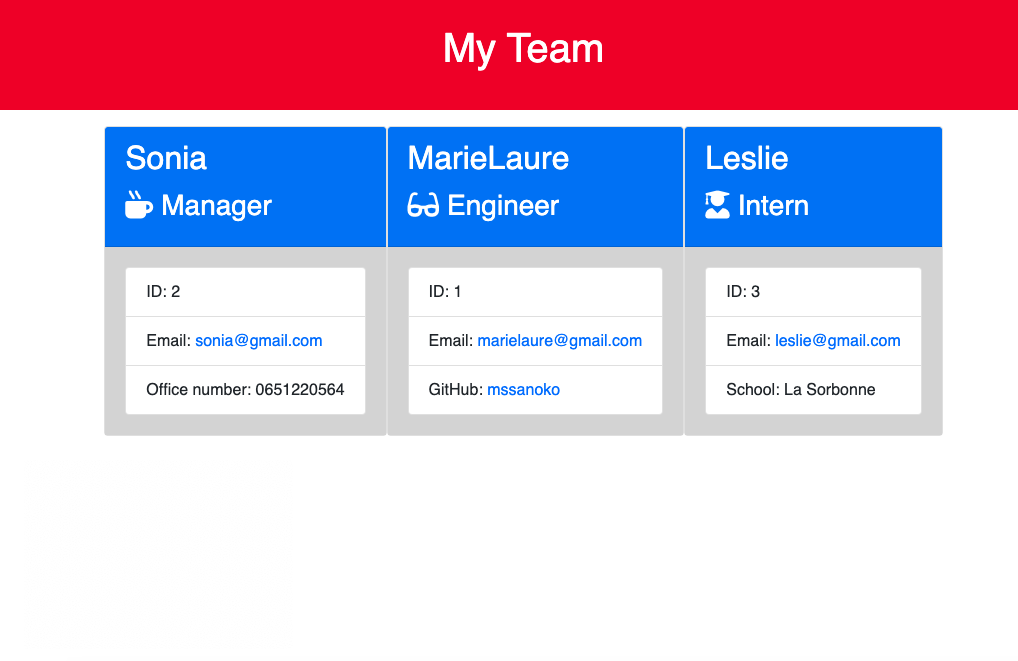 My Team
Sonia
Manager
ID: 2
Email: sonia@gmail.com
Office number: 0651220564
MarieLaure
Engineer
ID: 1
Email: marielaure@gmail.com
GitHub: mssanoko
Leslie
Intern
ID: 3
Email: leslie@gmail.com
School: La Sorbonne